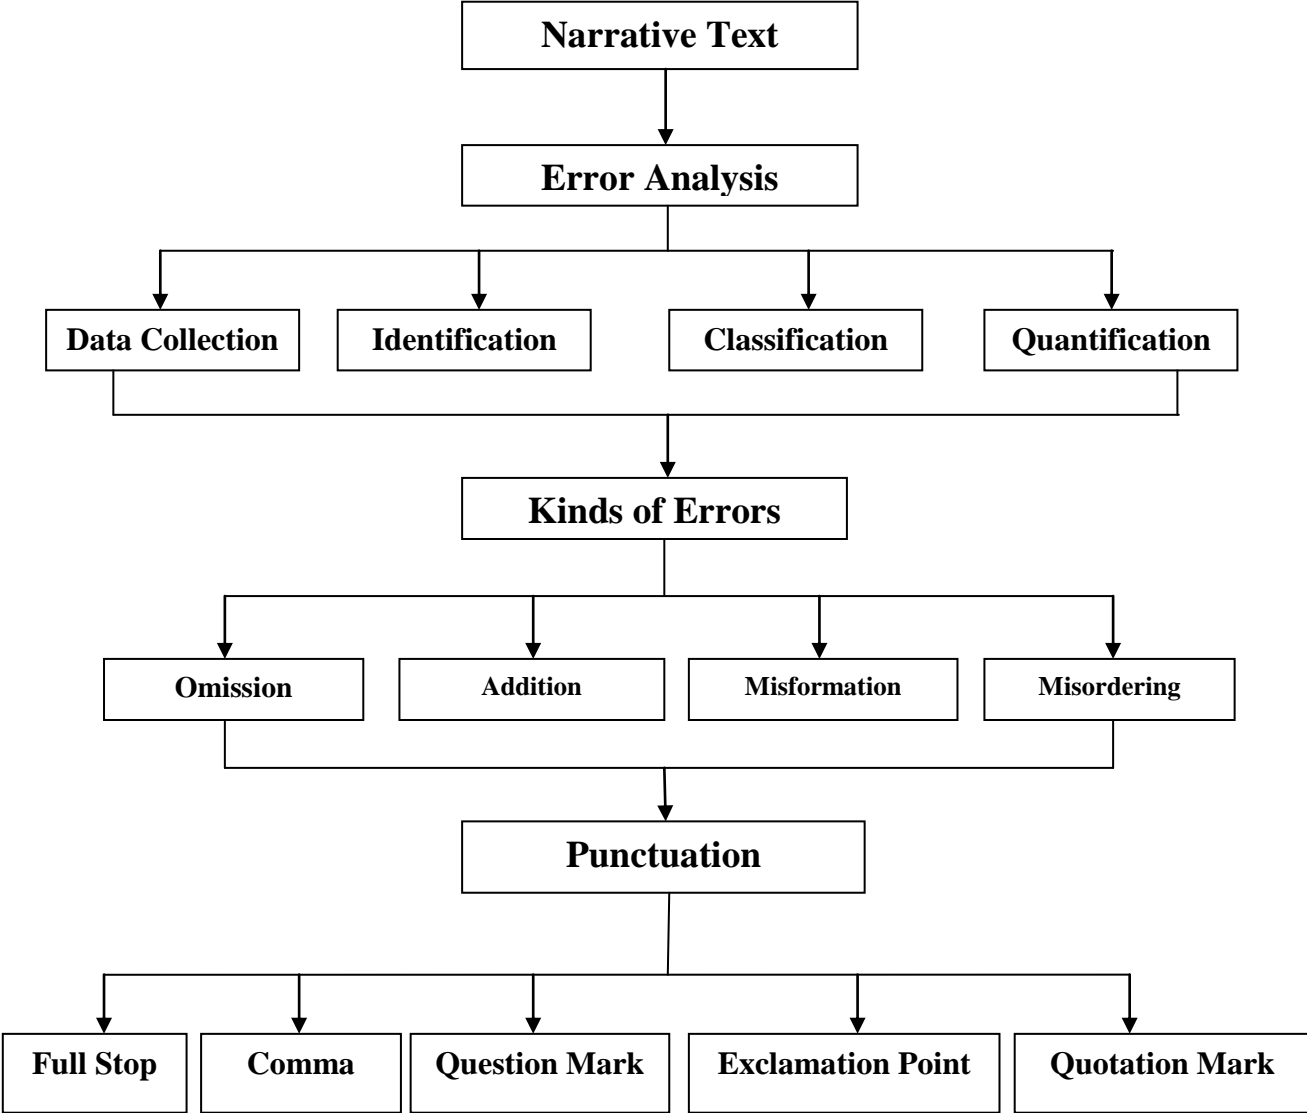 Narrative Text
Error Analysis
Data Collection
Identification
Classification
Quantification
Kinds of Errors
Omission
Addition
Misformation
Misordering
Punctuation
Full Stop
Comma
Question Mark
Exclamation Point
Quotation Mark